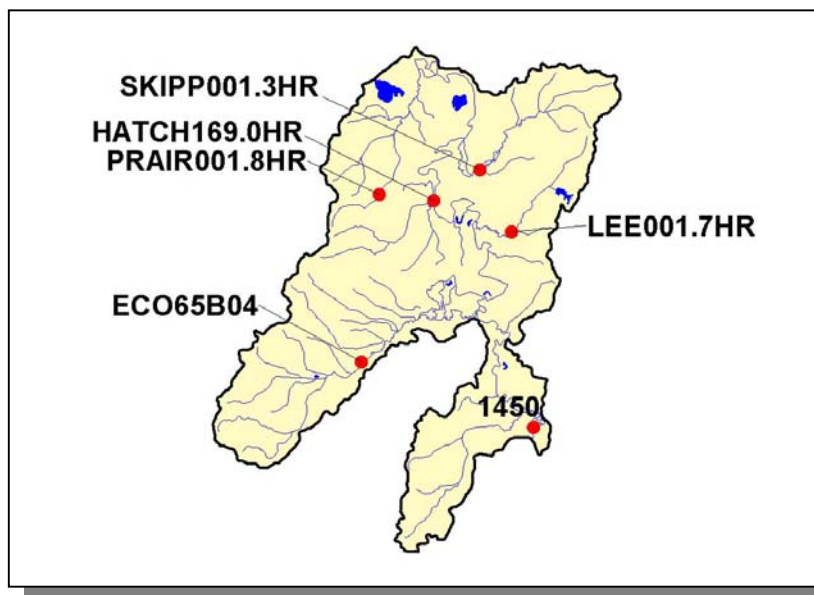 SKIPP001.3HR
HATCH169.0HR
PRAIR001.8HR
LEE001.7HR
ECO65B04
1450